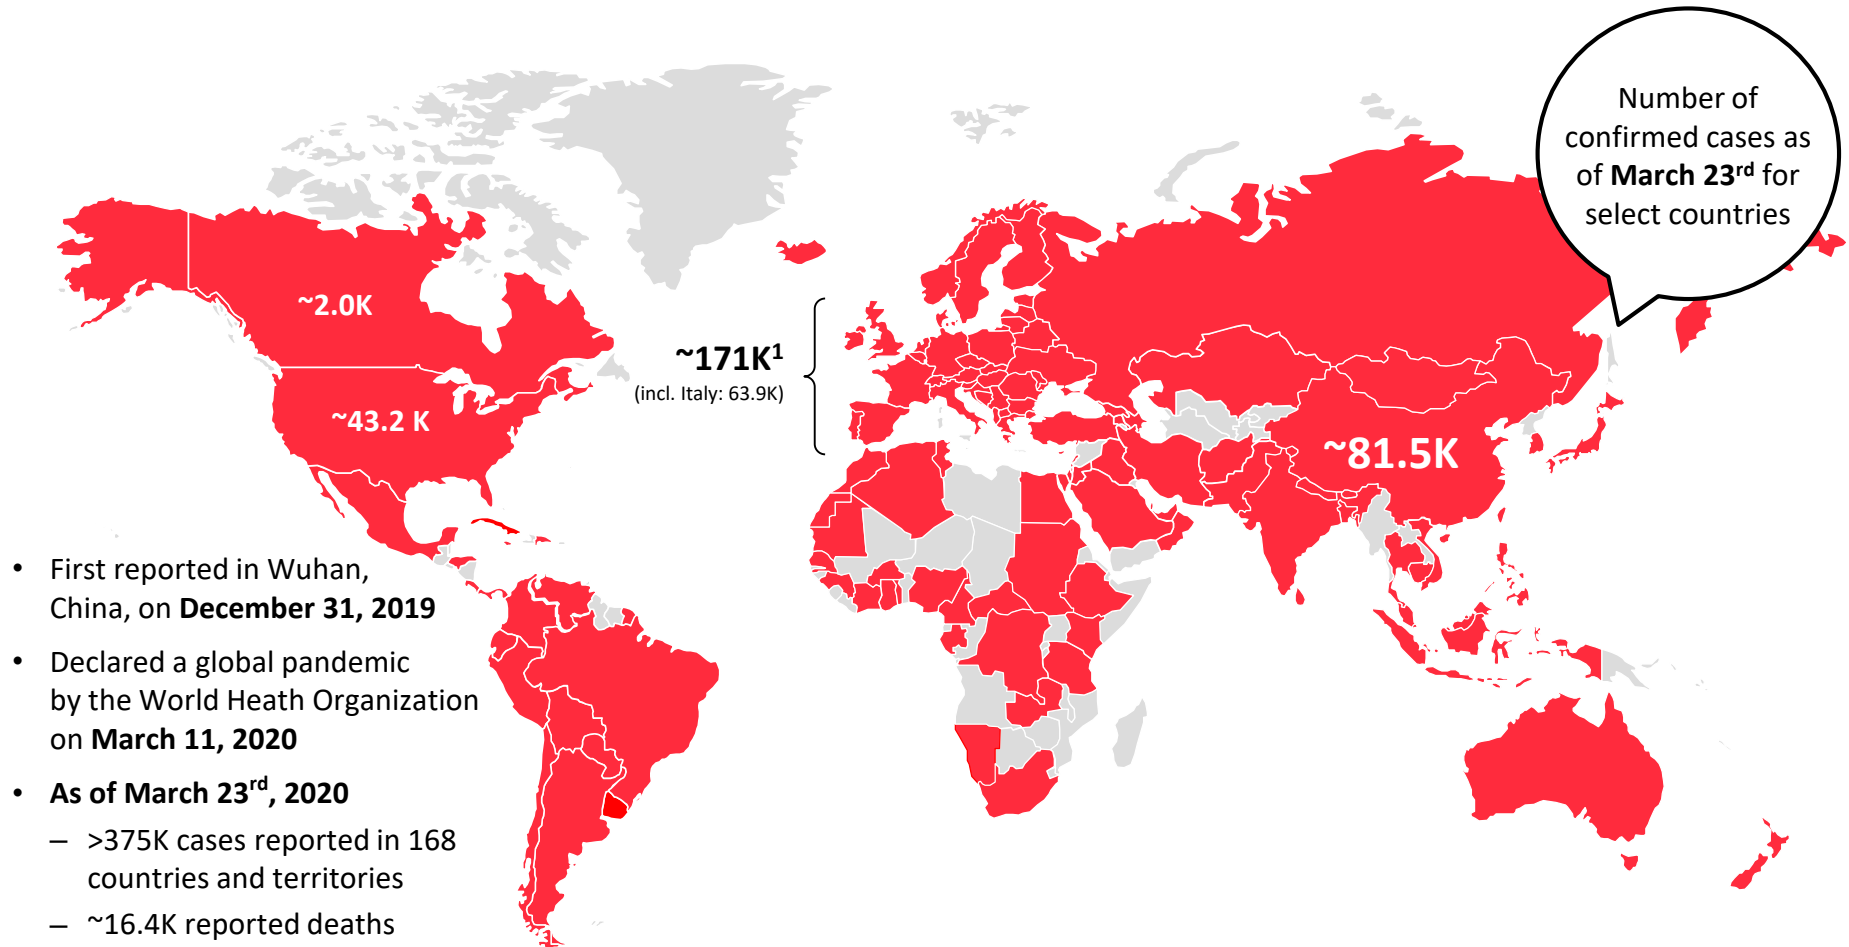 Number of
confirmed cases as
of March 23rd for
select countries
~2.0K
~171K1
(incl. Italy: 63.9K)
~43.2 K
~81.5K
• First reported in Wuhan,
China, on December 31, 2019
• Declared a global pandemic
by the World Heath Organization
on March 11, 2020
• As of March 23rd, 2020
– >375K cases reported in 168
countries and territories
– ~16.4K reported deaths